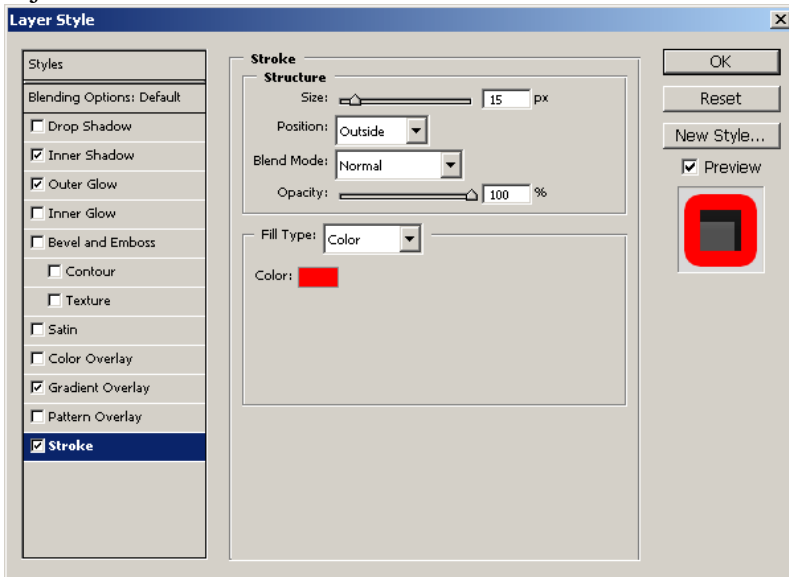 Layer Style
Styles
Blending Options: Default
Drop Shadow
Inner Shadow
Outer Glow
Inner Glow
Bevel and Emboss
Contour
Texture
Satin
Color Overlay
Gradient Overlay
Pattern Overlay
Stroke
Stroke
Structure
Size: 15 px
Position: Outside
Blend Mode: Normal
Opacity: 100 %
Fill Type: Color
Color:
OK
Reset
New Style...
Preview